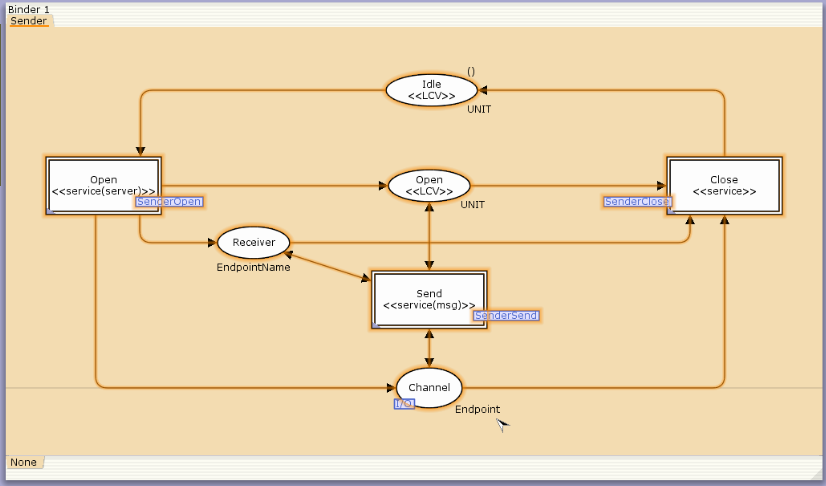 Binder 1
Sender
()
Idle
<<LCV>>
UNIT
Open
<<service(server)>>
SenderOpen
Open
<<LCV>>
UNIT
Close
<<service>>
SenderClose
Receiver
EndpointName
Send
<<service(msg)>>
SenderSend
Channel
I/O
Endpoint
None